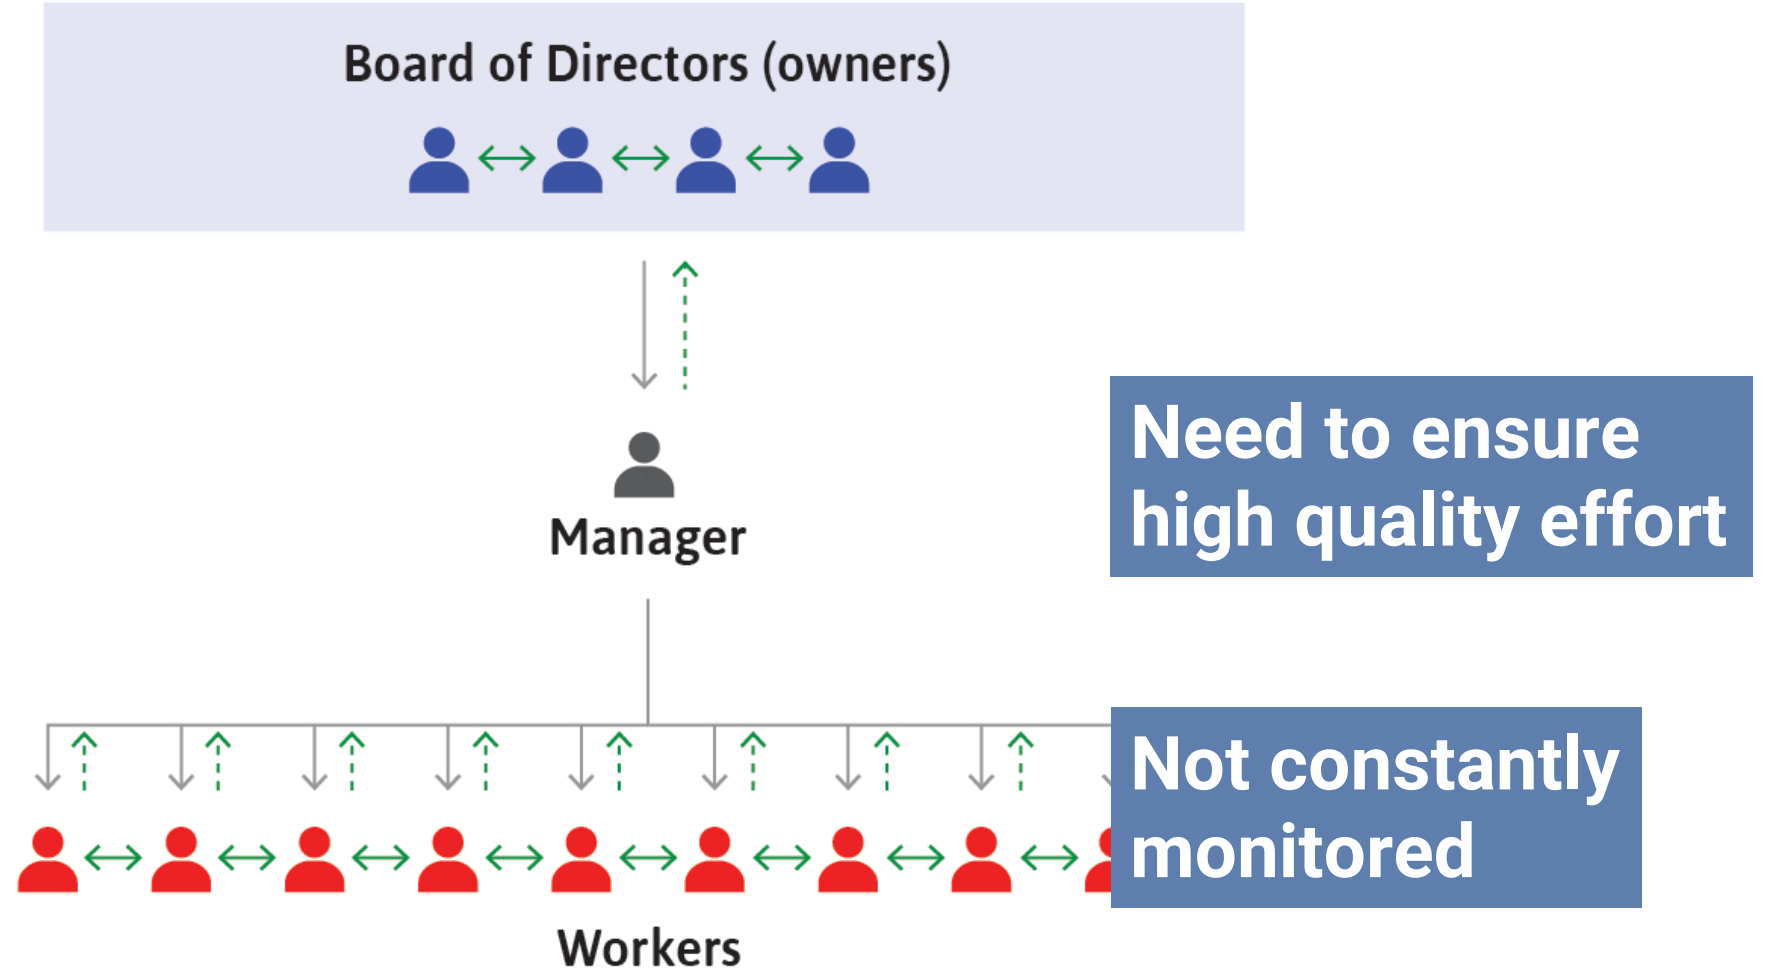 Board of Directors (owners)
Manager
Need to ensure
high quality effort
Not constantly
monitored
Workers